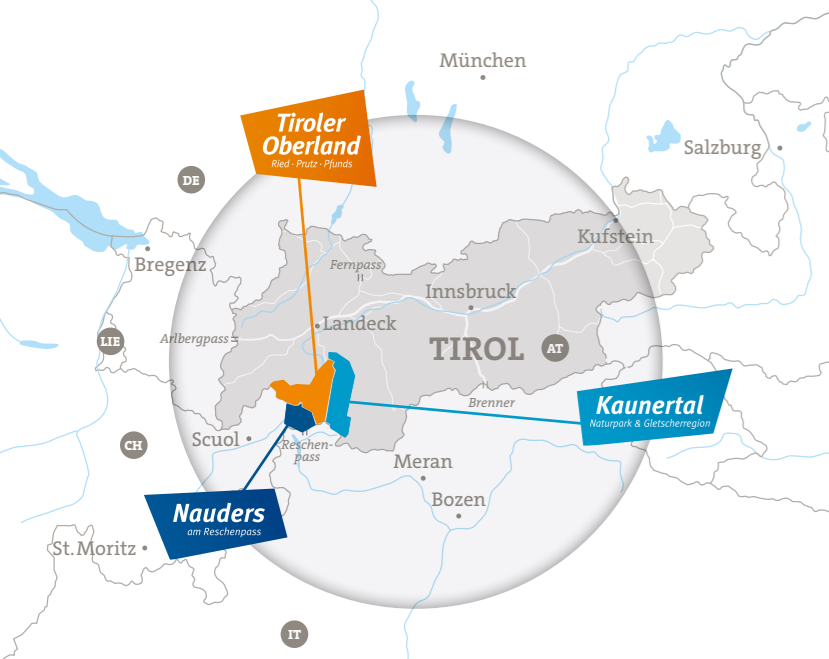 München
Tiroler
Oberland
Ried · Prutz · Pfunds
Salzburg
DE
Kufstein
Bregenz
Fernpass
Innsbruck
Landeck
Arlbergpass
LIE
TIROL
AT
Brenner
Kaunertal
Naturpark & Gletscherregion
Scuol
CH
Reschen-
pass
Meran
Bozen
Nauders
am Reschenpass
St. Moritz
IT